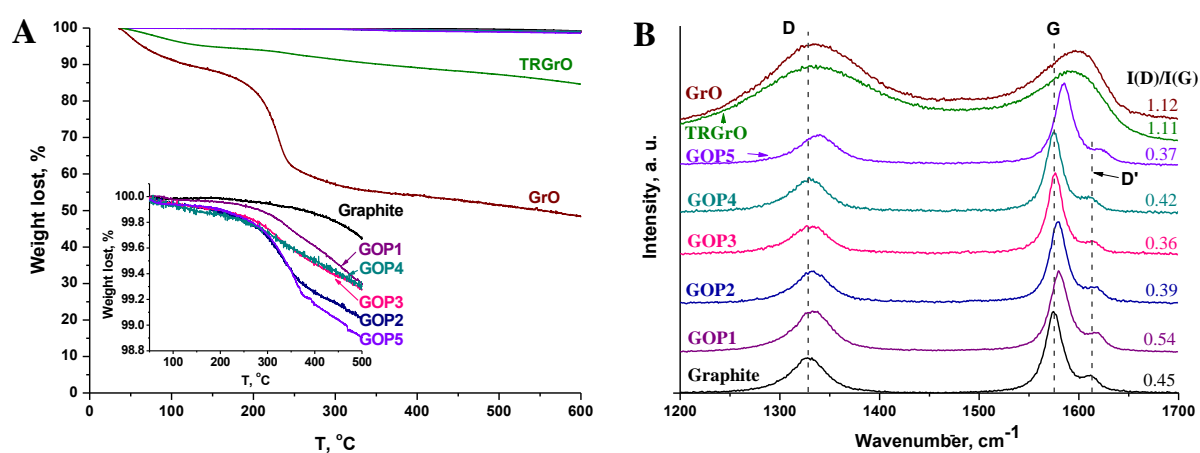 A
Weight lost, %
100
90
80
70
60
50
40
30
20
10
0
0
100
200
300
400
500
600
T, °C
TRGrO
GrO
Weight lost, %
100.0
99.8
99.6
99.4
99.2
99.0
98.8
100
200
300
400
500
T, °C
Graphite
GOP1
GOP4
GOP3
GOP2
GOP5
B
D
G
I(D)/I(G)
GrO
1.12
TRGrO
1.11
GOP5
0.37
D'
GOP4
0.42
GOP3
0.36
GOP2
0.39
GOP1
0.54
Graphite
0.45
Intensity, a. u.
1200
1300
1400
1500
1600
1700
Wavenumber, cm-1